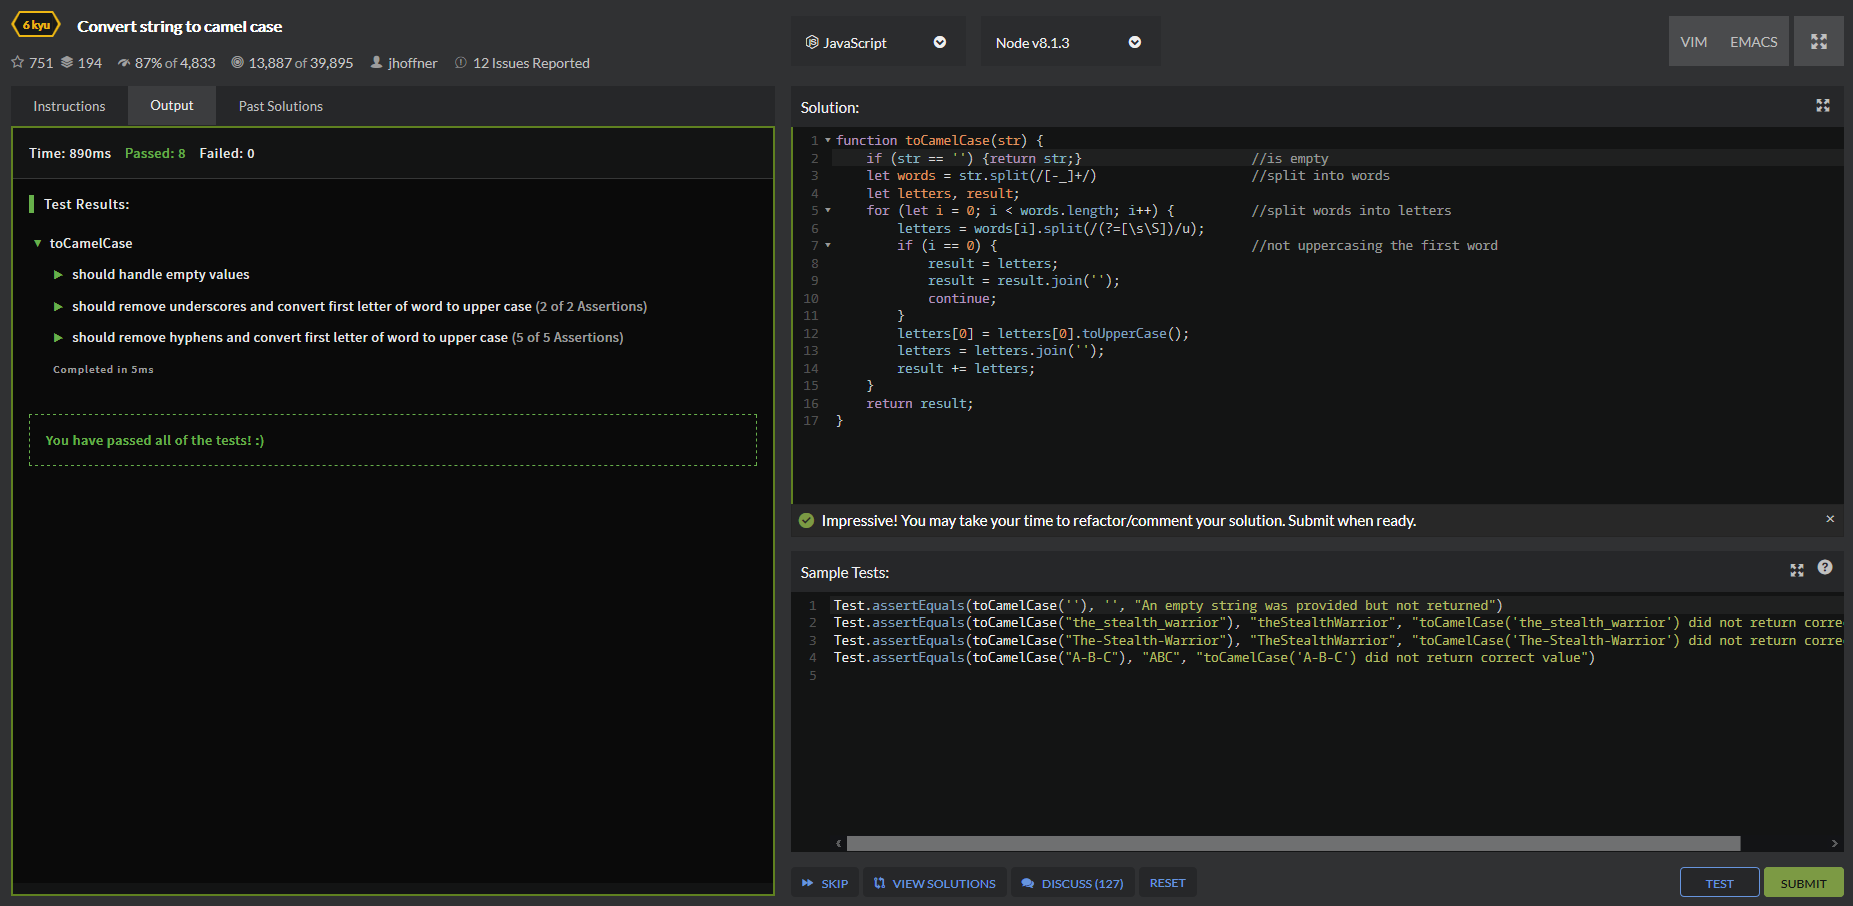 6 kyu Convert string to camel case
751 194 87% of 4,833 13,887 of 39,895 jhoffner 12 Issues Reported
JavaScript Node v8.1.3 VIM EMACS
Instructions Output Past Solutions
Time: 890ms Passed: 8 Failed: 0
Test Results:
toCamelCase
should handle empty values
should remove underscores and convert first letter of word to upper case (2 of 2 Assertions)
should remove hyphens and convert first letter of word to upper case (5 of 5 Assertions)
Completed in 5ms
You have passed all of the tests! :)
Solution:
1 function toCamelCase(str) {
2 if (str == '') {return str;} //is empty
3 let words = str.split(/[-_]+/) //split into words
4 let letters, result;
5 for (let i = 0; i < words.length; i++) { //split words into letters
6 letters = words[i].split(/(?=[\s\S])/u);
7 if (i == 0) { //not uppercasing the first word
8 result = letters;
9 result = result.join('');
10 continue;
11 }
12 letters[0] = letters[0].toUpperCase();
13 letters = letters.join('');
14 result += letters;
15 }
16 return result;
17 }
Impressive! You may take your time to refactor/comment your solution. Submit when ready. ×
Sample Tests: ?
1 Test.assertEquals(toCamelCase(''), '', "An empty string was provided but not returned")
2 Test.assertEquals(toCamelCase("the_stealth_warrior"), "theStealthWarrior", "toCamelCase('the_stealth_warrior') did not return corre
3 Test.assertEquals(toCamelCase("The-Stealth-Warrior"), "TheStealthWarrior", "toCamelCase('The-Stealth-Warrior') did not return corre
4 Test.assertEquals(toCamelCase("A-B-C"), "ABC", "toCamelCase('A-B-C') did not return correct value")
5
SKIP VIEW SOLUTIONS DISCUSS (127) RESET TEST SUBMIT